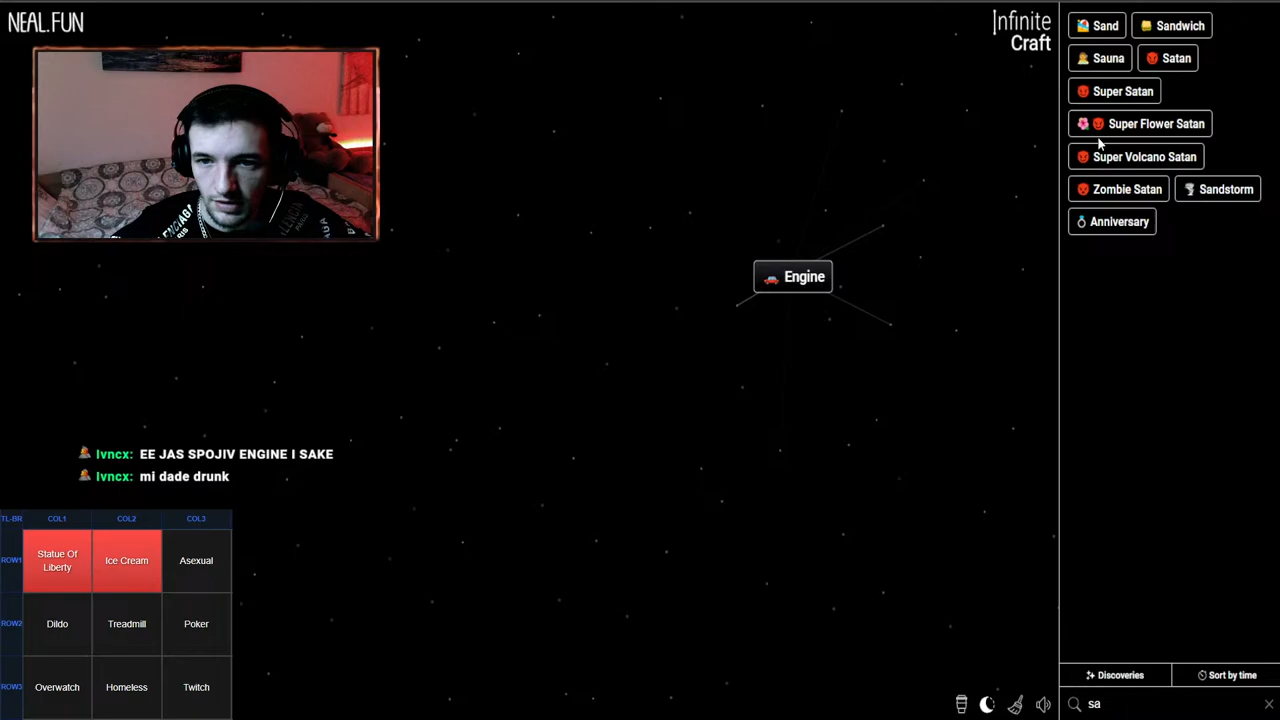 NEAL.FUN
Infinite
Craft
Sand
Sandwich
Sauna
Satan
Super Satan
Super Flower Satan
Super Volcano Satan
Zombie Satan
Sandstorm
Anniversary
Engine
lvncx: EE JAS SPOJIV ENGINE I SAKE
lvncx: mi dade drunk
TL-BR COL1 COL2 COL3
ROW1 Statue Of Liberty Ice Cream Asexual
ROW2 Dildo Treadmill Poker
ROW3 Overwatch Homeless Twitch
Discoveries
Sort by time
sa